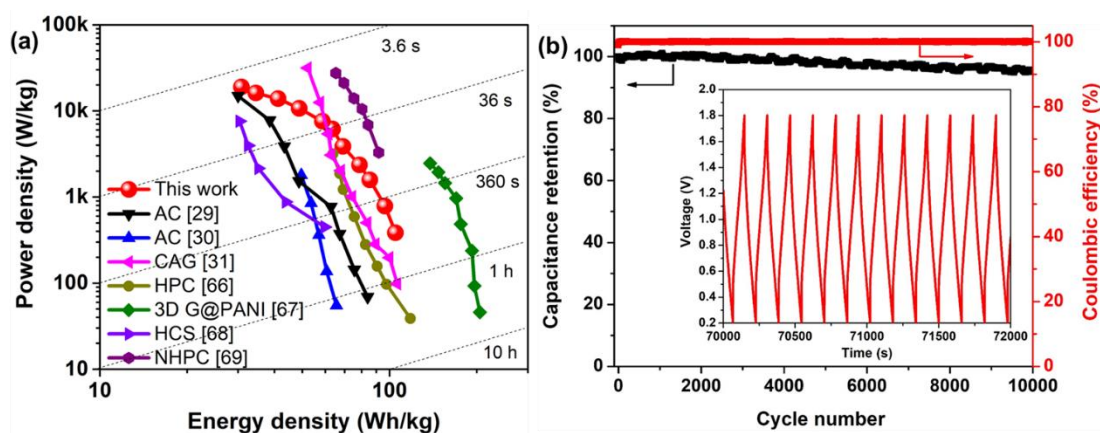 (a)
100k
10k
1k
100
10
10
100
Power density (W/kg)
Energy density (Wh/kg)
3.6 s
36 s
360 s
1 h
10 h
This work
AC [29]
AC [30]
CAG [31]
HPC [66]
3D G@PANI [67]
HCS [68]
NHPC [69]
(b)
100
80
60
40
20
0
Capacitance retention (%)
0
2000
4000
6000
8000
10000
Cycle number
100
80
60
40
20
0
Coulombic efficiency (%)
1.8
1.6
1.4
1.2
1.0
0.8
0.6
0.4
0.2
Voltage (V)
70000
70500
71000
71500
72000
Time (s)